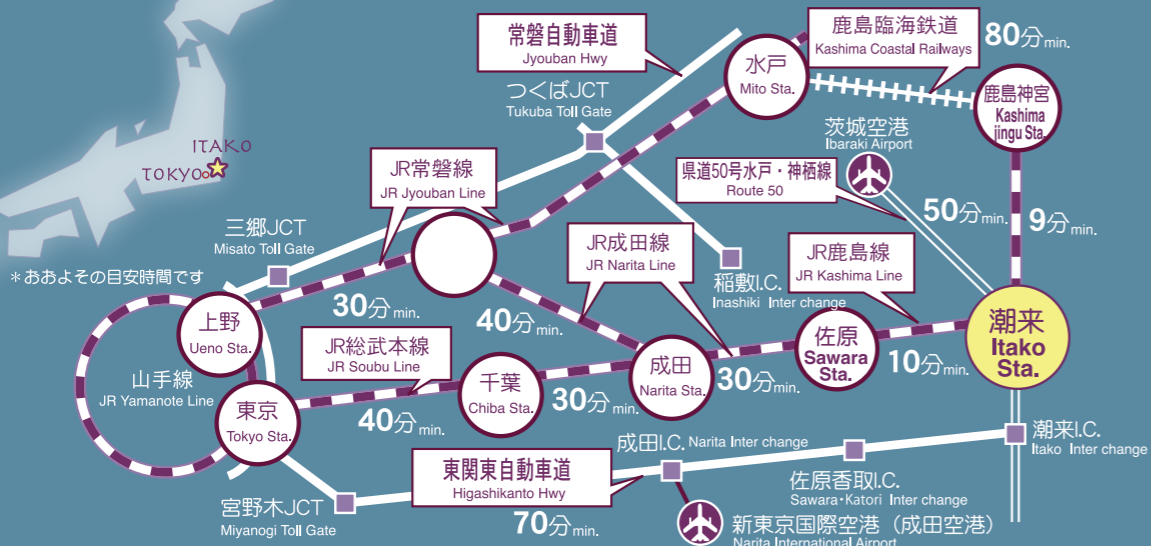 常磐自動車道
Jyouban Hwy
水戸
Mito Sta.
鹿島臨海鉄道
Kashima Coastal Railways
80分min.
鹿島神宮
Kashima
jingu Sta.
つくばJCT
Tukuba Toll Gate
茨城空港
Ibaraki Airport
ITAKO
TOKYO
JR常磐線
JR Jyouban Line
県道50号水戸・神栖線
Route 50
50分min.
9分min.
三郷JCT
Misato Toll Gate
JR成田線
JR Narita Line
JR鹿島線
JR Kashima Line
*おおよその目安時間です
稲敷I.C.
Inashiki Inter change
30分min.
40分min.
上野
Ueno Sta.
JR総武本線
JR Soubu Line
成田
Narita Sta.
佐原
Sawara
Sta.
潮来
Itako
Sta.
山手線
JR Yamanote Line
千葉
Chiba Sta.
30分min.
30分min.
10分min.
東京
Tokyo Sta.
40分min.
成田I.C. Narita Inter change
潮来I.C.
Itako Inter change
東関東自動車道
Higashikanto Hwy
佐原香取I.C.
Sawara・Katori Inter change
宮野木JCT
Miyanogi Toll Gate
70分min.
新東京国際空港（成田空港）
Narita International Airport